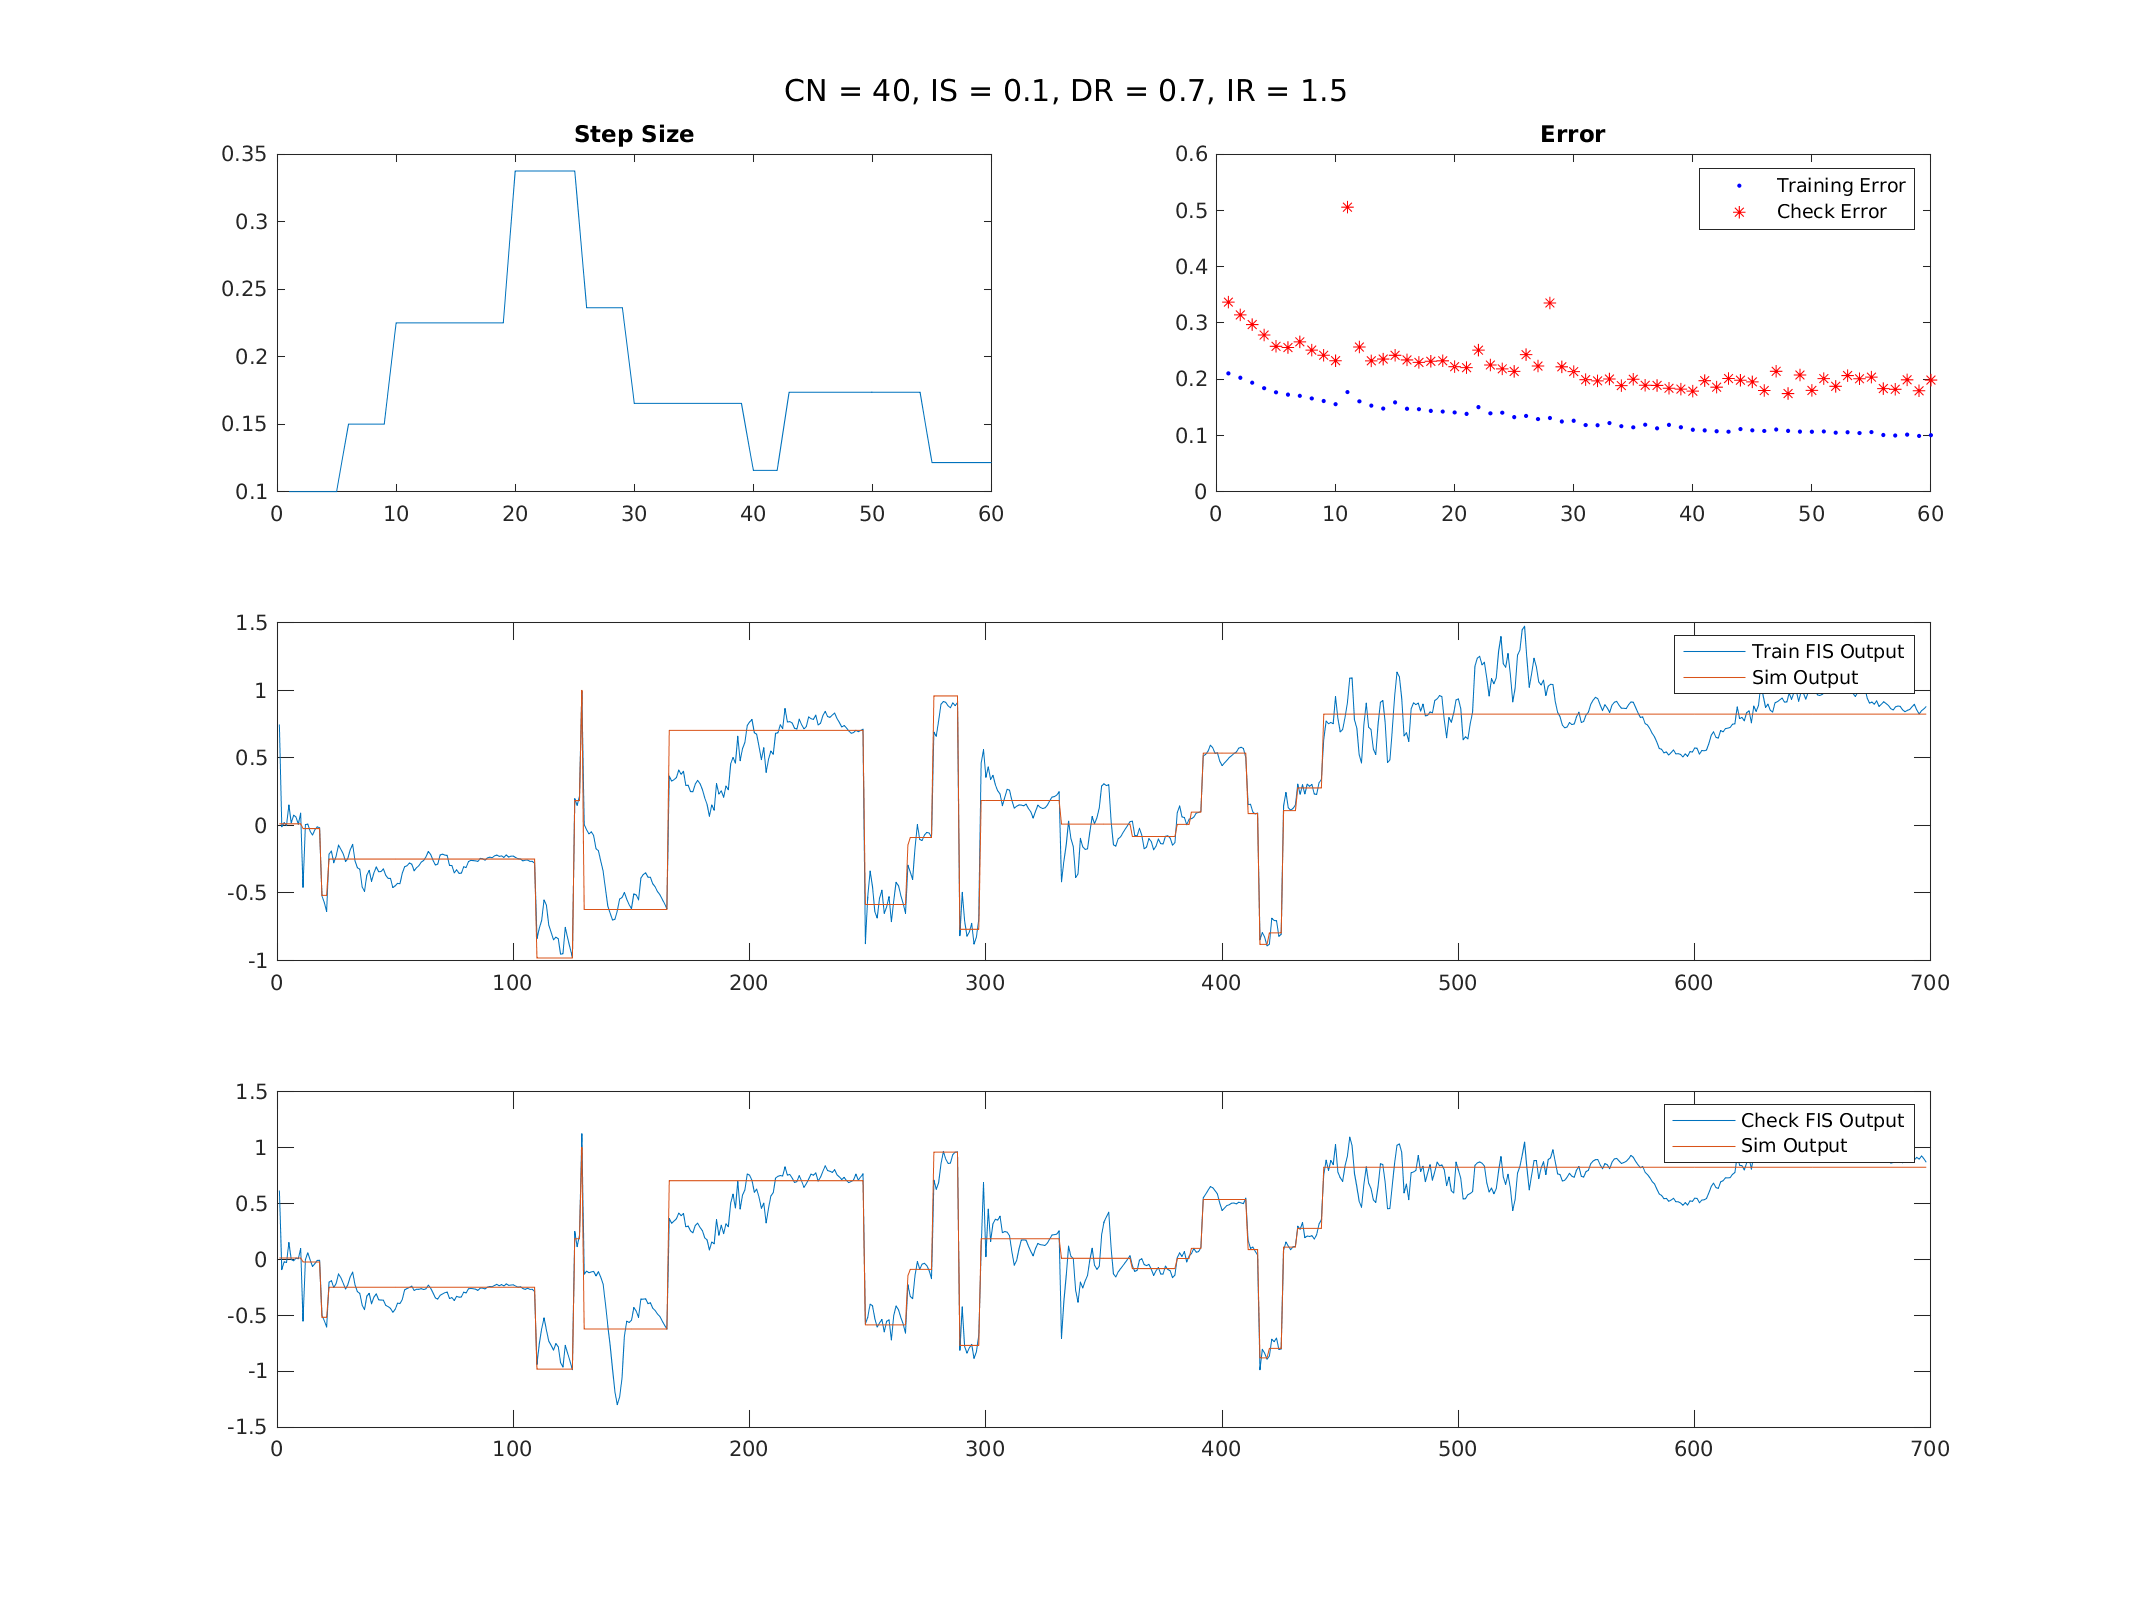 CN = 40, IS = 0.1, DR = 0.7, IR = 1.5
Step Size
0.35
0.3
0.25
0.2
0.15
0.1
0 10 20 30 40 50 60
Error
0.6
0.5
0.4
0.3
0.2
0.1
0
0 10 20 30 40 50 60
Training Error
Check Error
1.5
1
0.5
0
-0.5
-1
0 100 200 300 400 500 600 700
Train FIS Output
Sim Output
1.5
1
0.5
0
-0.5
-1
-1.5
0 100 200 300 400 500 600 700
Check FIS Output
Sim Output